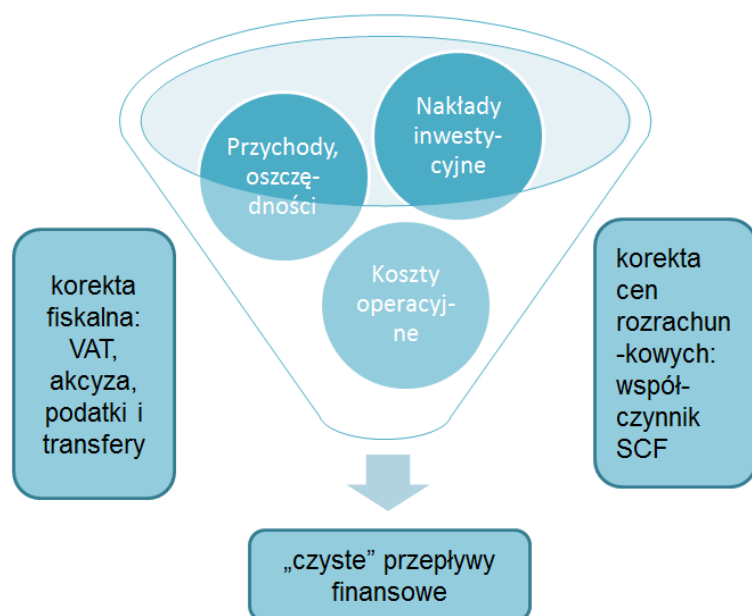 Nakłady
inwesty-
cyjne
Przychody,
oszczę-
dności
Koszty
operacyj-
ne
korekta
fiskalna:
VAT,
akcyza,
podatki i
transfery
korekta
cen
rozrachun
-kowych:
współ-
czynnik
SCF
„czyste” przepływy
finansowe